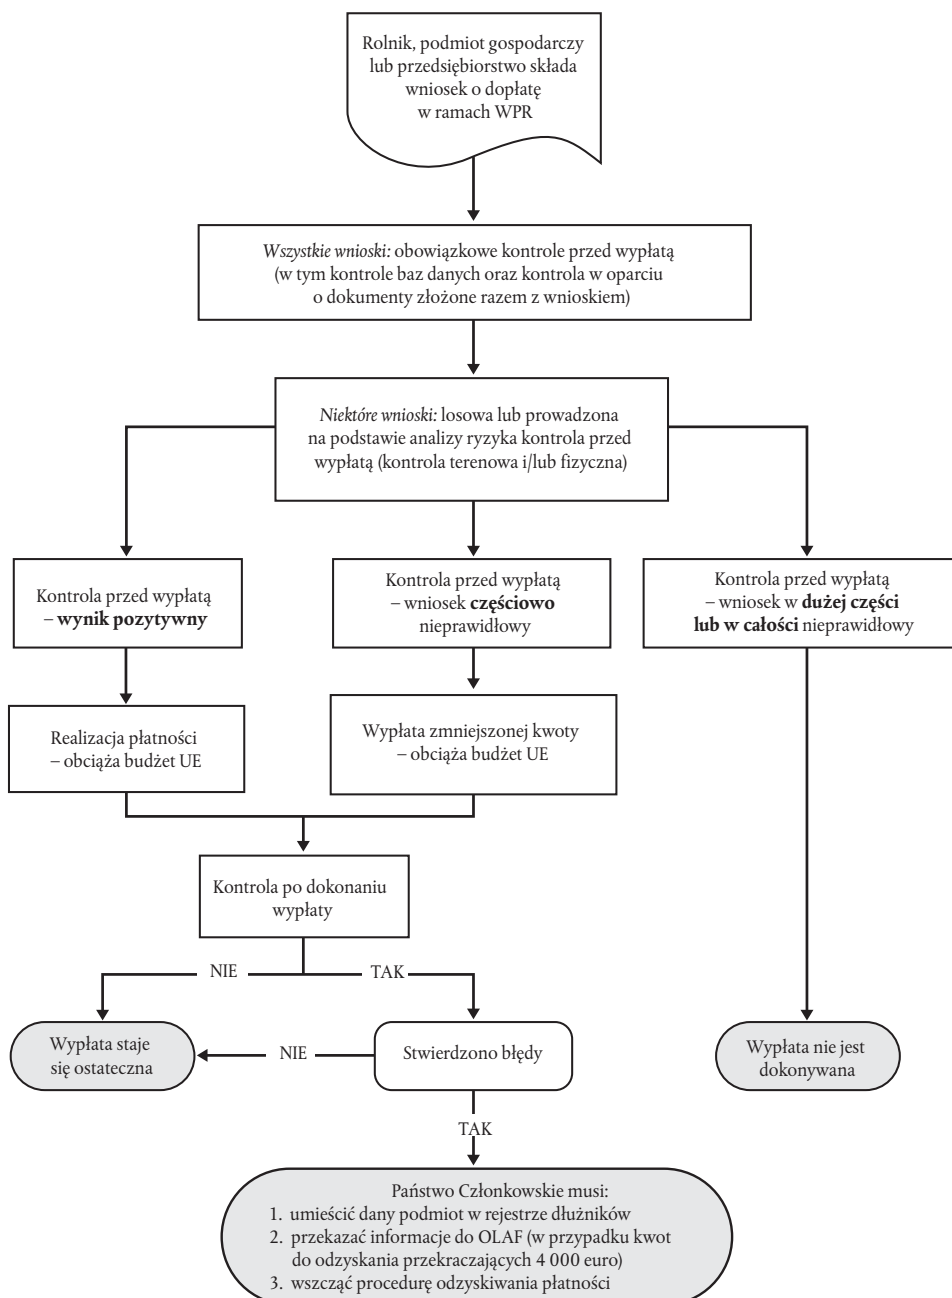 Rolnik, podmiot gospodarczy
lub przedsiębiorstwo składa
wniosek o dopłatę
w ramach WPR
Wszystkie wnioski: obowiązkowe kontrole przed wypłatą
(w tym kontrole baz danych oraz kontrola w oparciu
o dokumenty złożone razem z wnioskiem)
Niektóre wnioski: losowa lub prowadzona
na podstawie analizy ryzyka kontrola przed
wypłatą (kontrola terenowa i/lub fizyczna)
Kontrola przed wypłatą
– wynik pozytywny
Kontrola przed wypłatą
– wniosek częściowo
nieprawidłowy
Kontrola przed wypłatą
– wniosek w dużej części
lub w całości nieprawidłowy
Realizacja płatności
– obciąża budżet UE
Wypłata zmniejszonej kwoty
– obciąża budżet UE
Kontrola po dokonaniu
wypłaty
NIE
TAK
Wypłata staje
się ostateczna
NIE
Stwierdzono błędy
Wypłata nie jest
dokonywana
TAK
Państwo Członkowskie musi:
1. umieścić dany podmiot w rejestrze dłużników
2. przekazać informacje do OLAF (w przypadku kwot
do odzyskania przekraczających 4 000 euro)
3. wszcząć procedurę odzyskiwania płatności